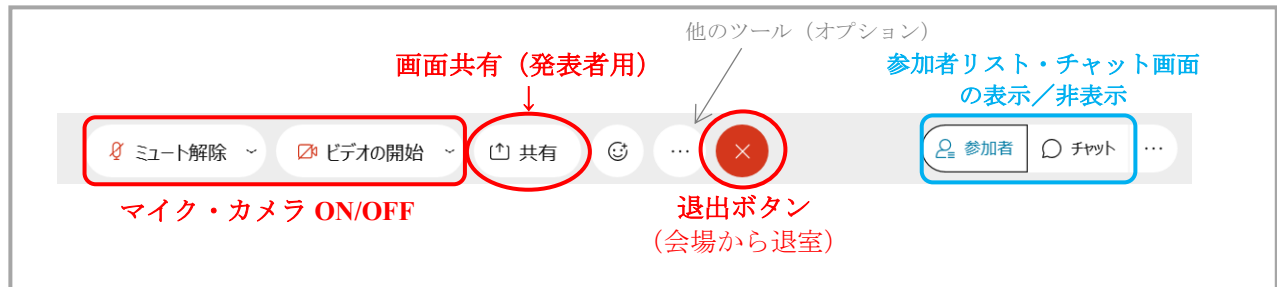 他のツール（オプション）
画面共有（発表者用）
参加者リスト・チャット画面
の表示／非表示
ミュート解除
ビデオの開始
共有
参加者
チャット
マイク・カメラ ON/OFF
退出ボタン
（会場から退室）